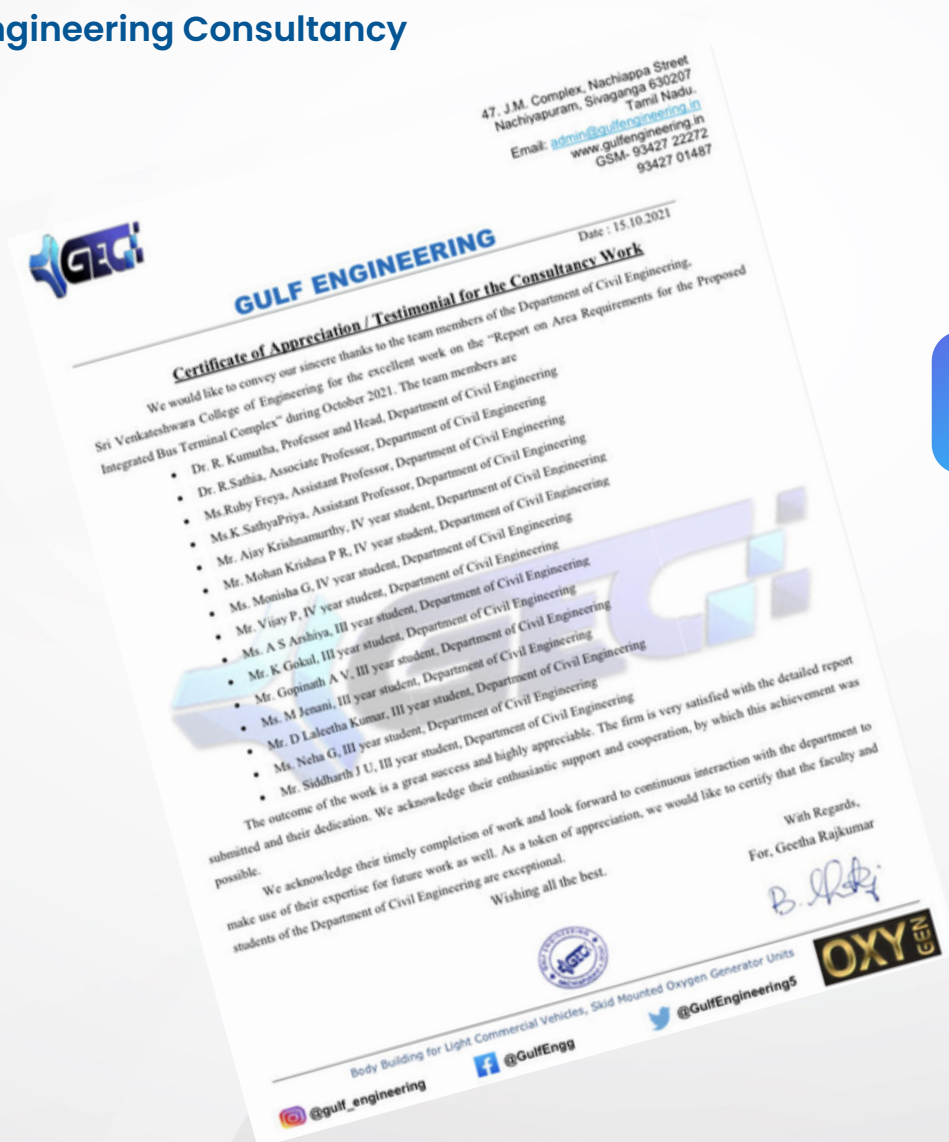 ngineering Consultancy
47. J.M. Complex, Nachiappa Street
Nachiyapuram, Sivaganga 630207
Tamil Nadu.
Email: admin@gulfengineering.in
www.gulfengineering.in
GSM- 93427 22272
93427 01487
GEC
GULF ENGINEERING
Date : 15.10.2021
Certificate of Appreciation / Testimonial for the Consultancy Work
We would like to convey our sincere thanks to the team members of the Department of Civil Engineering,
Sri Venkateshwara College of Engineering for the excellent work on the "Report on Area Requirements for the Proposed
Integrated Bus Terminal Complex" during October 2021. The team members are
• Dr. R. Kumutha, Professor and Head, Department of Civil Engineering
• Dr. R.Sathia, Associate Professor, Department of Civil Engineering
• Ms.Ruby Freya, Assistant Professor, Department of Civil Engineering
• Ms.K.SathyaPriya, Assistant Professor, Department of Civil Engineering
• Mr. Ajay Krishnamurthy, IV year student, Department of Civil Engineering
• Mr. Mohan Krishna P R, IV year student, Department of Civil Engineering
• Ms. Monisha G, IV year student, Department of Civil Engineering
• Mr. Vijay P, IV year student, Department of Civil Engineering
• Ms. A S Arshiya, III year student, Department of Civil Engineering
• Mr. K Gokul, III year student, Department of Civil Engineering
• Mr. Gopinath A V, III year student, Department of Civil Engineering
• Ms. M Jenani, III year student, Department of Civil Engineering
• Mr. D Laleetha Kumar, III year student, Department of Civil Engineering
• Ms. Neha G, III year student, Department of Civil Engineering
• Mr. Siddharth J U, III year student, Department of Civil Engineering
The outcome of the work is a great success and highly appreciable. The firm is very satisfied with the detailed report
submitted and their dedication. We acknowledge their enthusiastic support and cooperation, by which this achievement was
possible.
We acknowledge their timely completion of work and look forward to continuous interaction with the department to
make use of their expertise for future work as well. As a token of appreciation, we would like to certify that the faculty and
students of the Department of Civil Engineering are exceptional.
Wishing all the best.
With Regards,
For, Geetha Rajkumar
GEC
OXYGEN
Body Building for Light Commercial Vehicles, Skid Mounted Oxygen Generator Units
@gulf_engineering
@GulfEngg
@GulfEngineering5